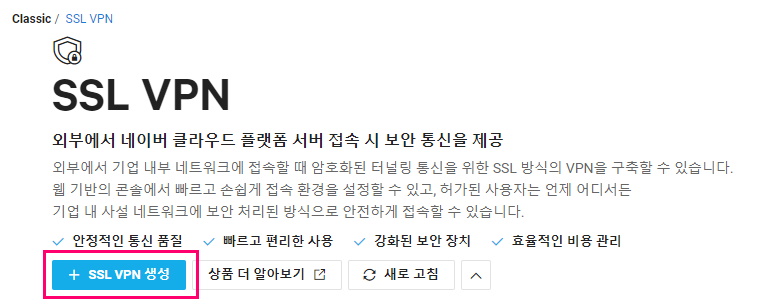 Classic / SSL VPN
SSL VPN
외부에서 네이버 클라우드 플랫폼 서버 접속 시 보안 통신을 제공
외부에서 기업 내부 네트워크에 접속할 때 암호화된 터널링 통신을 위한 SSL 방식의 VPN을 구축할 수 있습니다.
웹 기반의 콘솔에서 빠르고 손쉽게 접속 환경을 설정할 수 있고, 허가된 사용자는 언제 어디서든
기업 내 사설 네트워크에 보안 처리된 방식으로 안전하게 접속할 수 있습니다.
안정적인 통신 품질 빠르고 편리한 사용 강화된 보안 장치 효율적인 비용 관리
+ SSL VPN 생성 상품 더 알아보기 새로 고침